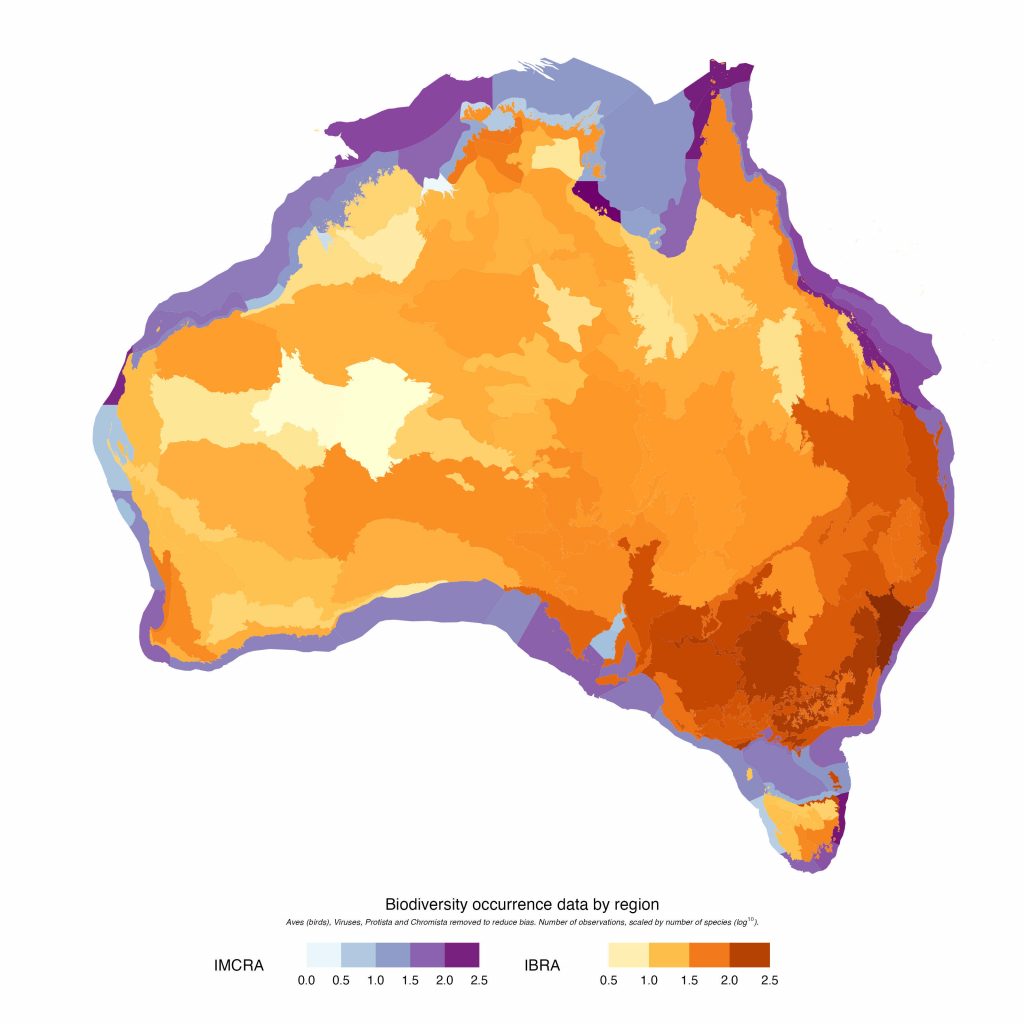 Biodiversity occurrence data by region
Aves (birds), Viruses, Protista and Chromista removed to reduce bias. Number of observations, scaled by number of species (log¹⁰).
IMCRA
0.0 0.5 1.0 1.5 2.0 2.5
IBRA
0.5 1.0 1.5 2.0 2.5